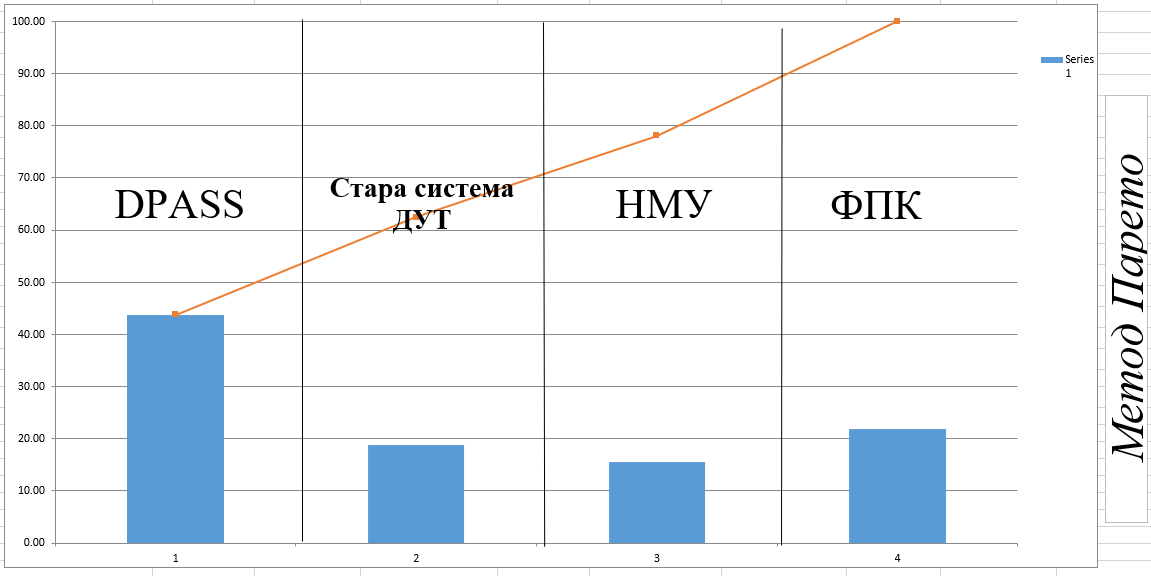 100.00
90.00
80.00
70.00
60.00
50.00
40.00
30.00
20.00
10.00
0.00
DPASS
Стара система
ДУТ
НМУ
ФПК
1
2
3
4
Series
1
Метод Парето